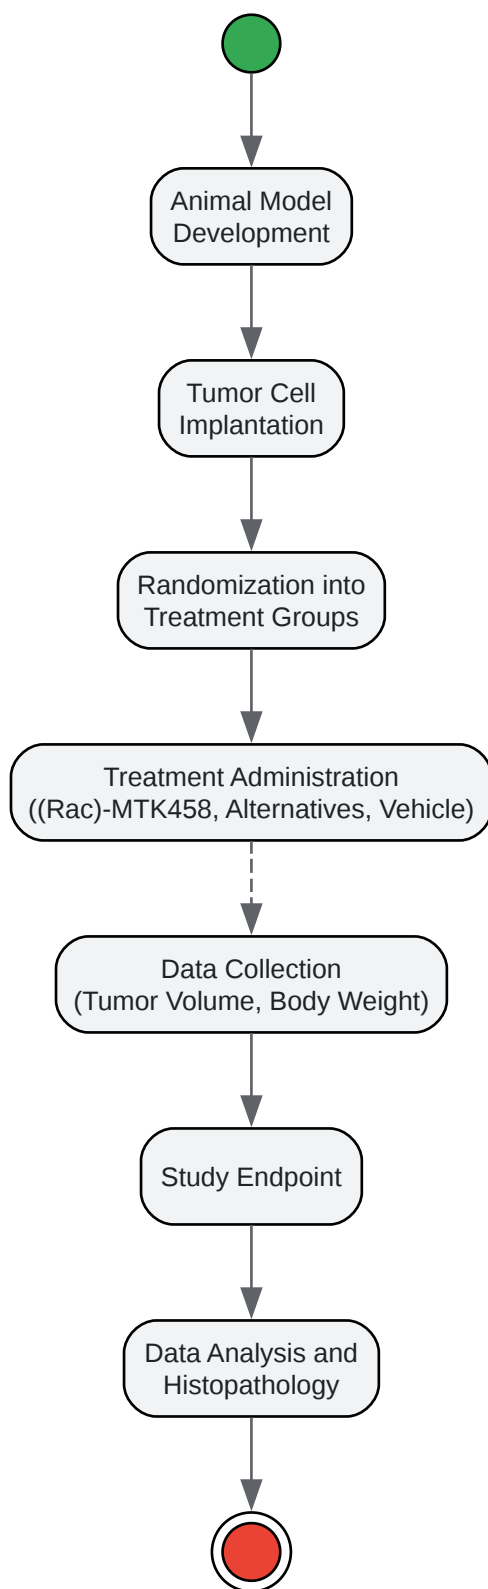 Animal Model
Development
Tumor Cell
Implantation
Randomization into
Treatment Groups
Treatment Administration
((Rac)-MTK458, Alternatives, Vehicle)
Data Collection
(Tumor Volume, Body Weight)
Study Endpoint
Data Analysis and
Histopathology